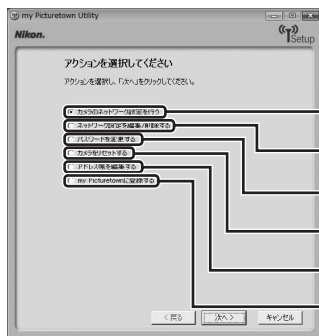 my Picturetown Utility
Nikon.
Setup
アクションを選択してください
アクションを選択し、「次へ」をクリックしてください。
カメラのネットワーク設定を行う
ネットワーク設定を編集/削除する
パスワードを変更する
カメラをリセットする
アドレス帳を編集する
my Picturetownに登録する
< 戻る
次へ >
キャンセル